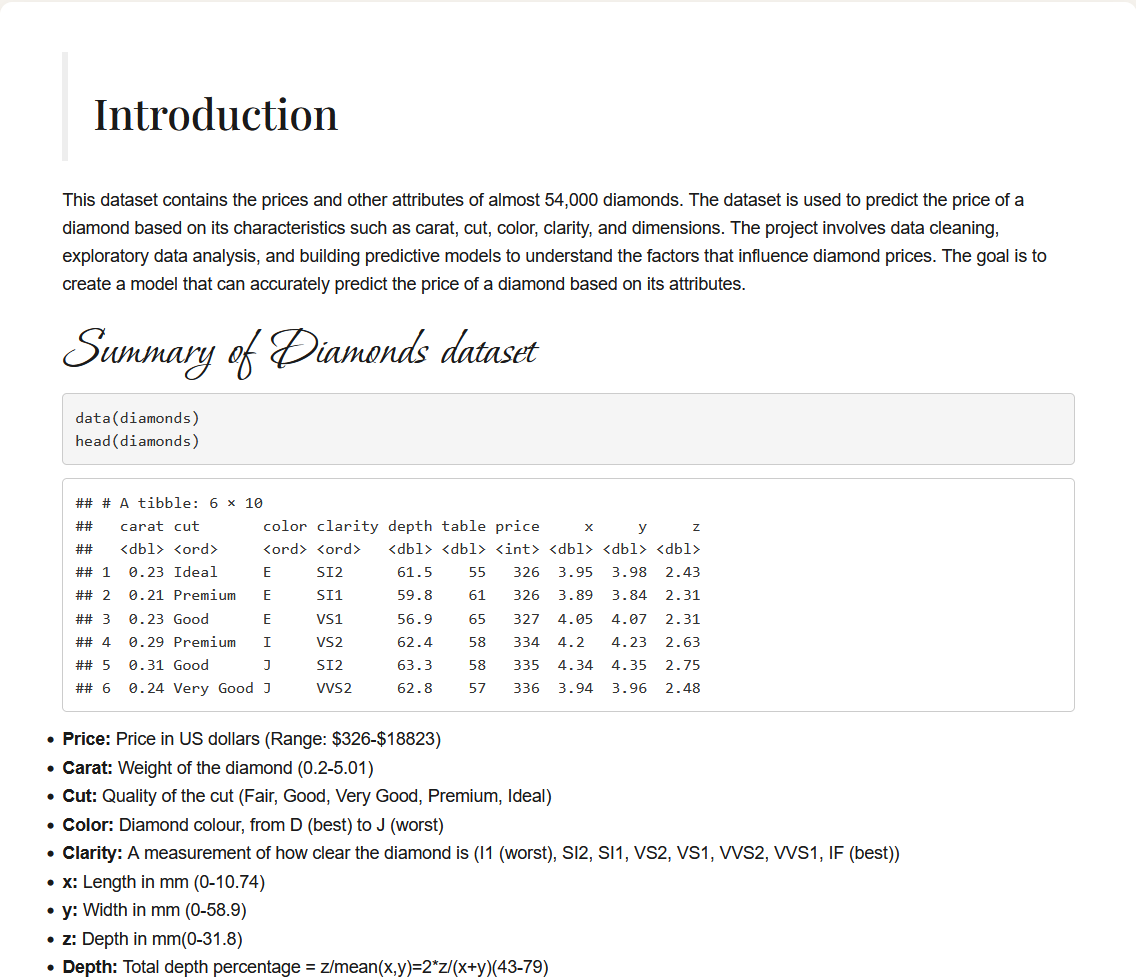 Introduction
This dataset contains the prices and other attributes of almost 54,000 diamonds. The dataset is used to predict the price of a
diamond based on its characteristics such as carat, cut, color, clarity, and dimensions. The project involves data cleaning,
exploratory data analysis, and building predictive models to understand the factors that influence diamond prices. The goal is to
create a model that can accurately predict the price of a diamond based on its attributes.
Summary of Diamonds dataset
data(diamonds)
head(diamonds)
## # A tibble: 6 × 10
##   carat cut       color clarity depth table price     x     y     z
##   <dbl> <ord>     <ord> <ord>   <dbl> <dbl> <int> <dbl> <dbl> <dbl>
## 1  0.23 Ideal     E     SI2      61.5    55   326  3.95  3.98  2.43
## 2  0.21 Premium   E     SI1      59.8    61   326  3.89  3.84  2.31
## 3  0.23 Good      E     VS1      56.9    65   327  4.05  4.07  2.31
## 4  0.29 Premium   I     VS2      62.4    58   334  4.2   4.23  2.63
## 5  0.31 Good      J     SI2      63.3    58   335  4.34  4.35  2.75
## 6  0.24 Very Good J     VVS2     62.8    57   336  3.94  3.96  2.48
• Price: Price in US dollars (Range: $326-$18823)
• Carat: Weight of the diamond (0.2-5.01)
• Cut: Quality of the cut (Fair, Good, Very Good, Premium, Ideal)
• Color: Diamond colour, from D (best) to J (worst)
• Clarity: A measurement of how clear the diamond is (I1 (worst), SI2, SI1, VS2, VS1, VVS2, VVS1, IF (best))
• x: Length in mm (0-10.74)
• y: Width in mm (0-58.9)
• z: Depth in mm(0-31.8)
• Depth: Total depth percentage = z/mean(x,y)=2*z/(x+y)(43-79)